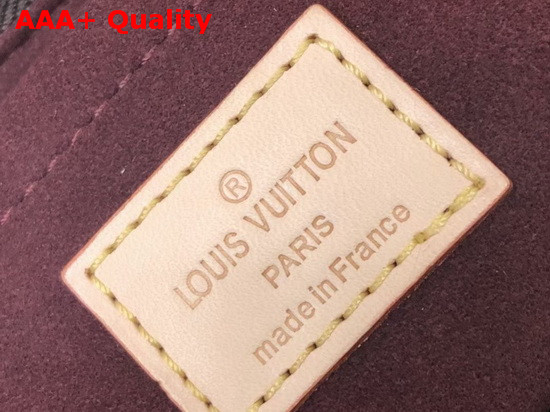 AAA+ Quality
®
LOUIS VUITTON
PARIS
made in France